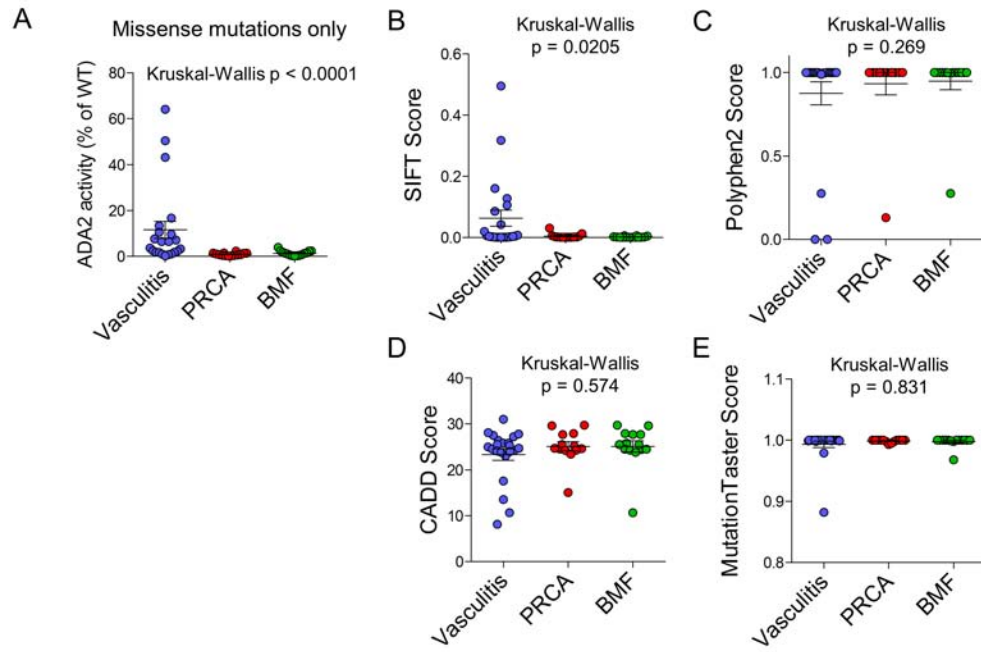 A
Missense mutations only
Kruskal-Wallis p < 0.0001
ADA2 activity (% of WT)
80
60
40
20
0
Vasculitis
PRCA
BMF
B
Kruskal-Wallis
p = 0.0205
SIFT Score
0.6
0.4
0.2
0.0
Vasculitis
PRCA
BMF
C
Kruskal-Wallis
p = 0.269
Polyphen2 Score
1.0
0.5
0.0
Vasculitis
PRCA
BMF
D
Kruskal-Wallis
p = 0.574
CADD Score
40
30
20
10
0
Vasculitis
PRCA
BMF
E
Kruskal-Wallis
p = 0.831
MutationTaster Score
1.1
1.0
0.9
0.8
Vasculitis
PRCA
BMF